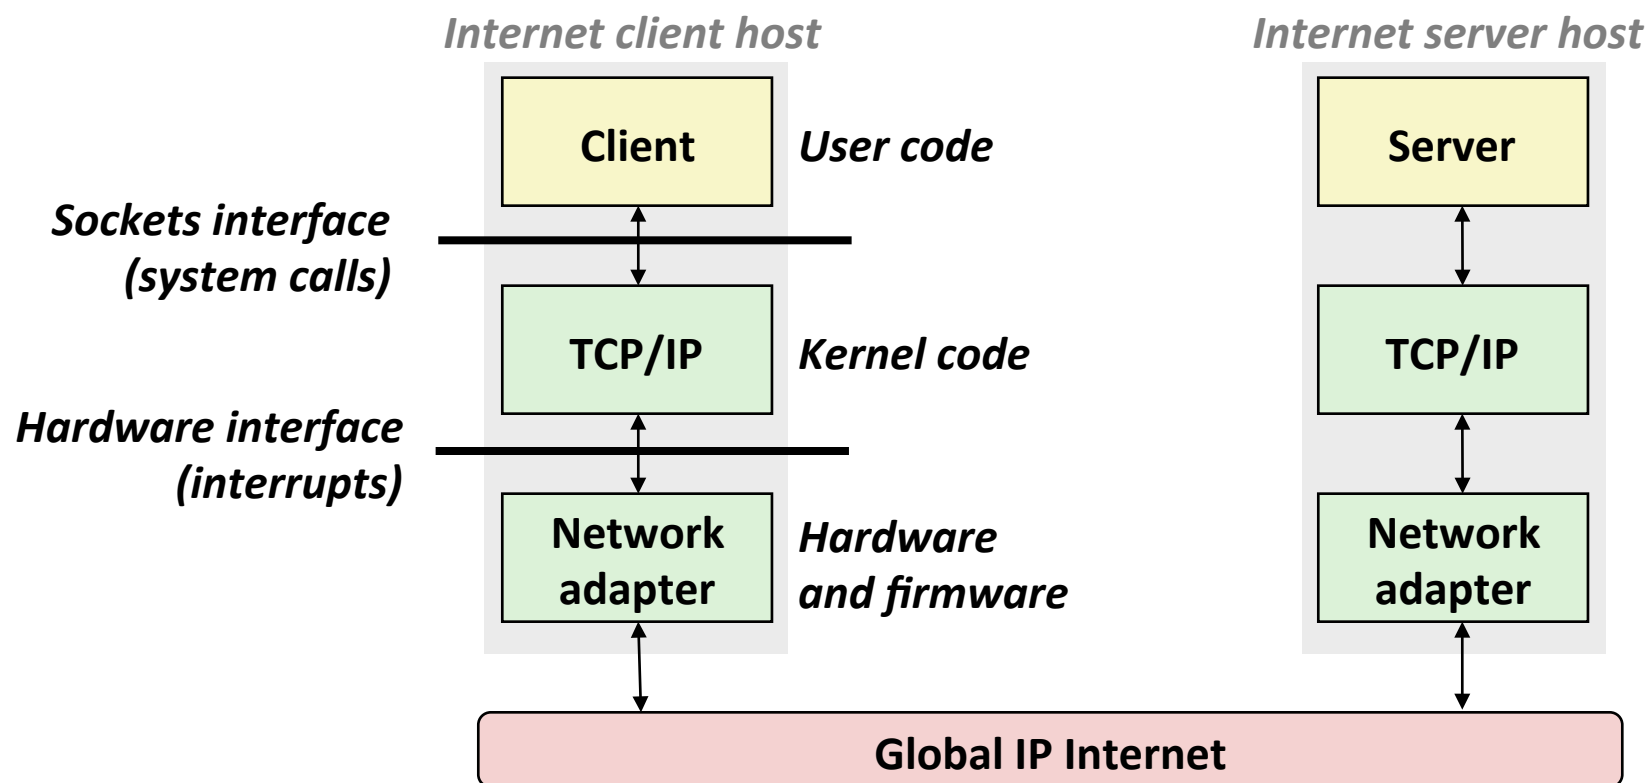 Internet client host
Internet server host
Client
User code
Server
Sockets interface
(system calls)
TCP/IP
Kernel code
TCP/IP
Hardware interface
(interrupts)
Network
adapter
Hardware
and firmware
Network
adapter
Global IP Internet